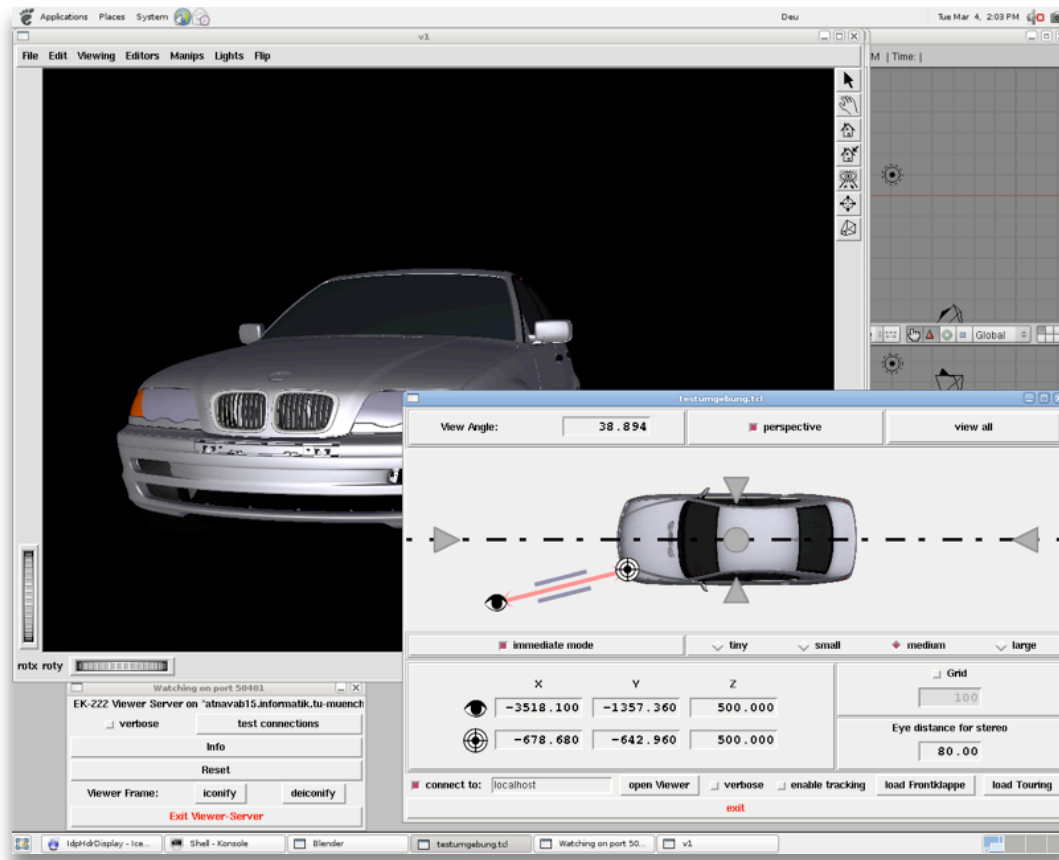 Applications Places System Deu Tue Mar 4, 2:03 PM
v1
File Edit Viewing Editors Manips Lights Flip
M | Time: |
Global
testumgebung.tcl
View Angle: 38.894 perspective view all
immediate mode tiny small medium large
rotx roty
X Y Z
-3518.100 -1357.360 500.000
-678.680 -642.960 500.000
Grid
100
Eye distance for stereo
80.00
connect to: localhost open Viewer verbose enable tracking load Frontklappe load Touring
exit
Watching on port 50401
EK-222 Viewer Server on "atnavab15.informatik.tu-muench
verbose test connections
Info
Reset
Viewer Frame: iconify deiconify
Exit Viewer-Server
IdpHdrDisplay - Ice... Shell - Konsole Blender testumgebung.tcl Watching on port 50... v1